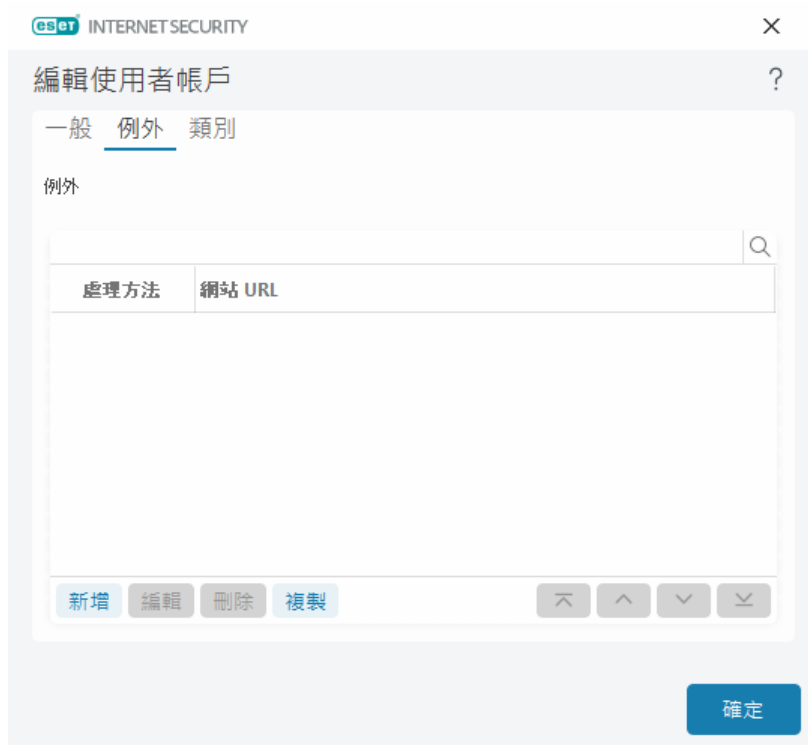 eseT INTERNET SECURITY
編輯使用者帳戶 ?
一般 例外 類別
例外
處理方法 網站 URL
新增 編輯 刪除 複製
確定